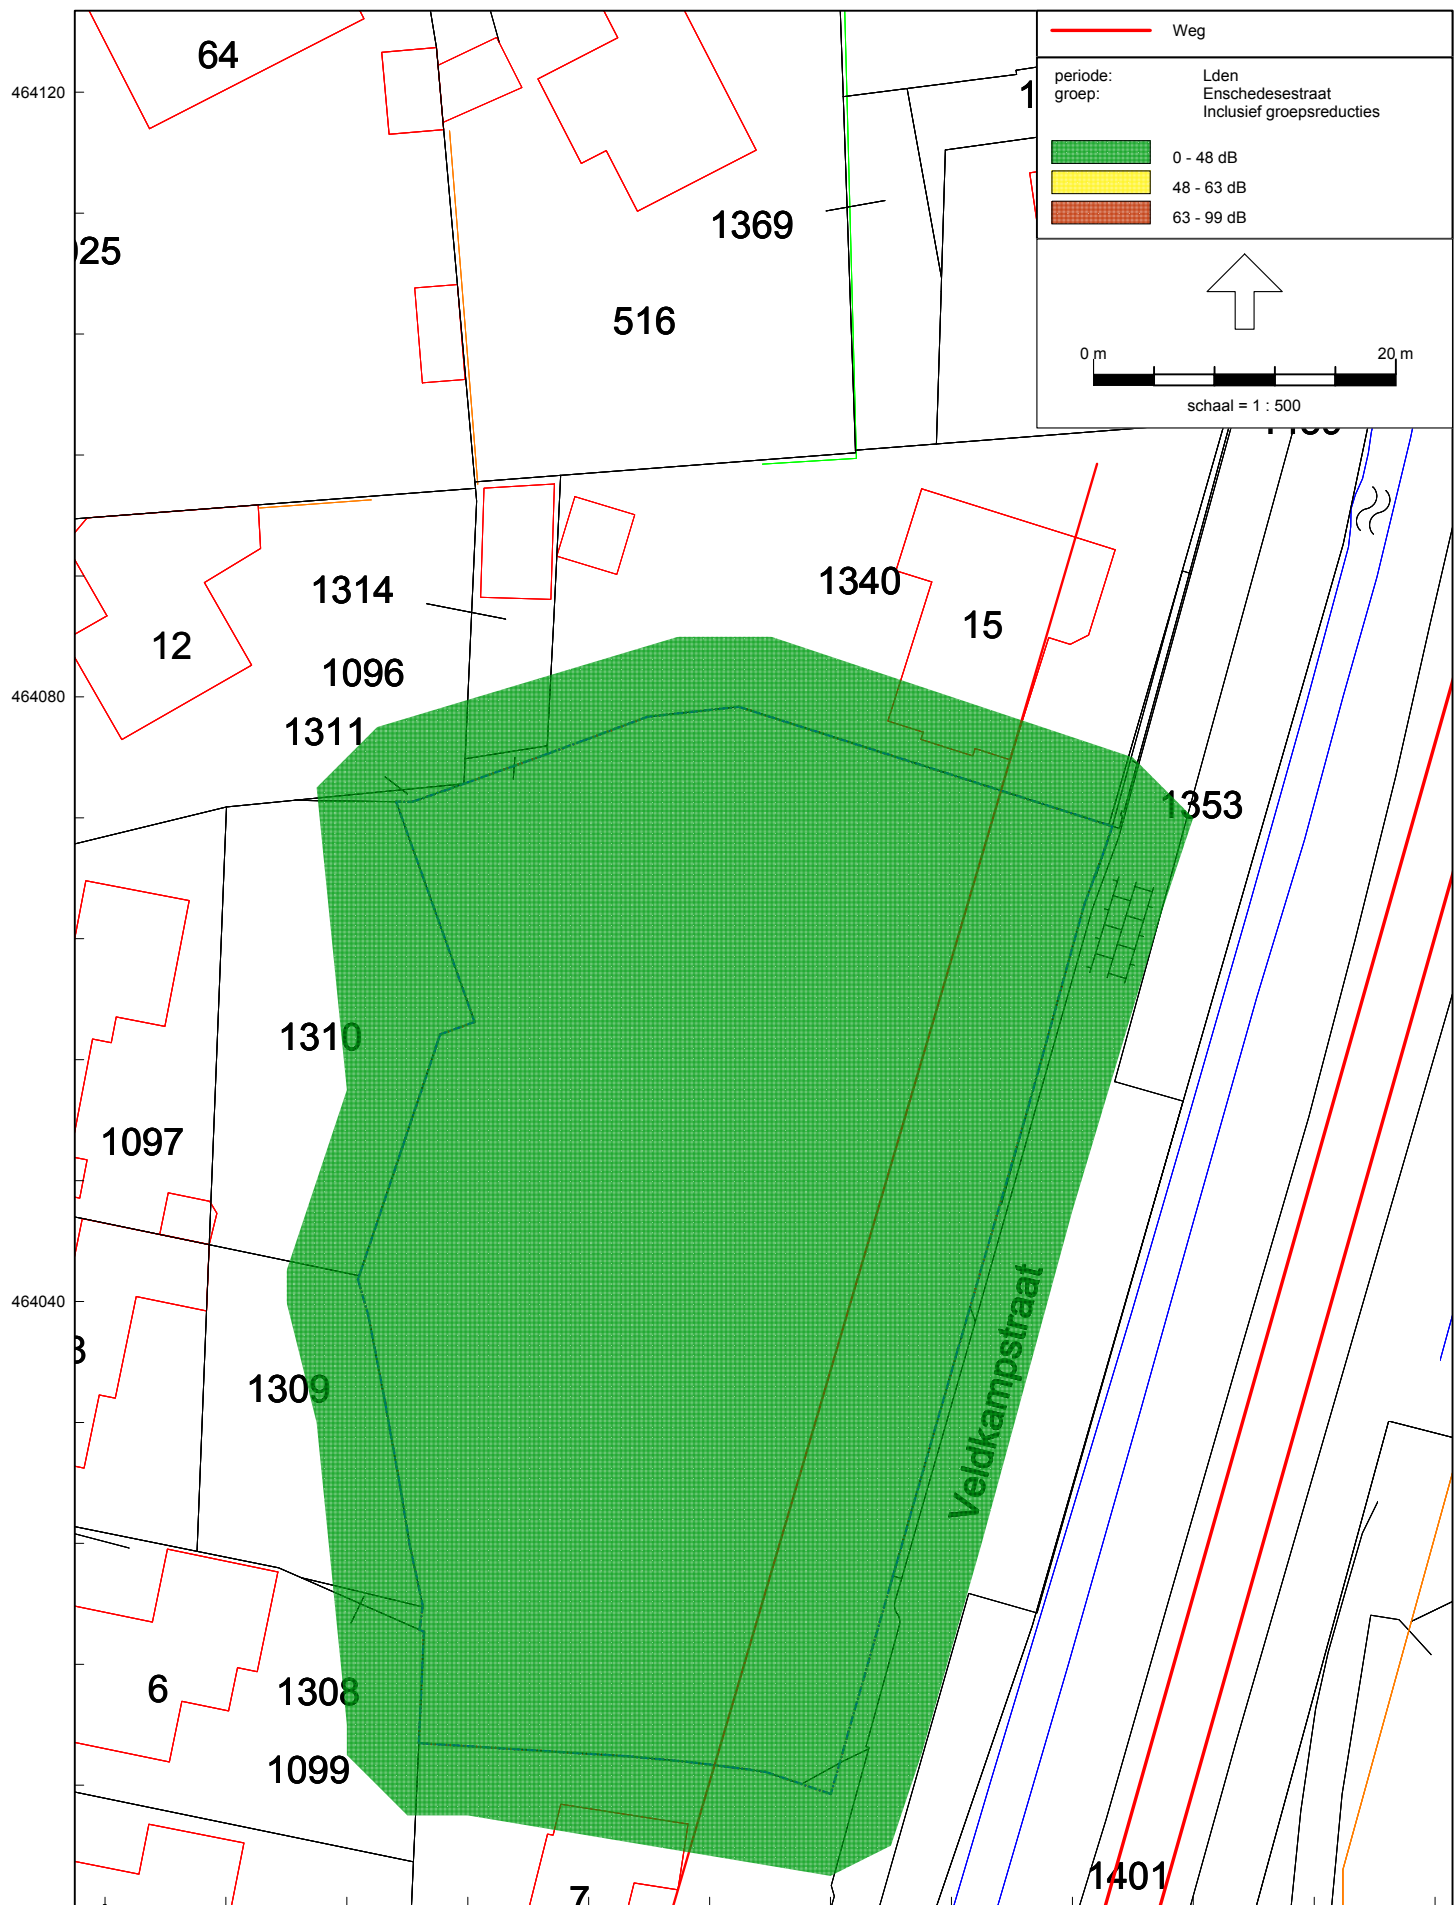 Weg
periode: Lden
groep: Enschedesestraat
Inclusief groepsreducties
0 - 48 dB
48 - 63 dB
63 - 99 dB
0 m 20 m
schaal = 1 : 500
64
464120
1369
516
1314
1340
12
15
1096
464080
1311
1353
1310
1097
464040
Veldkampstraat
1309
6
1308
1099
1401
7